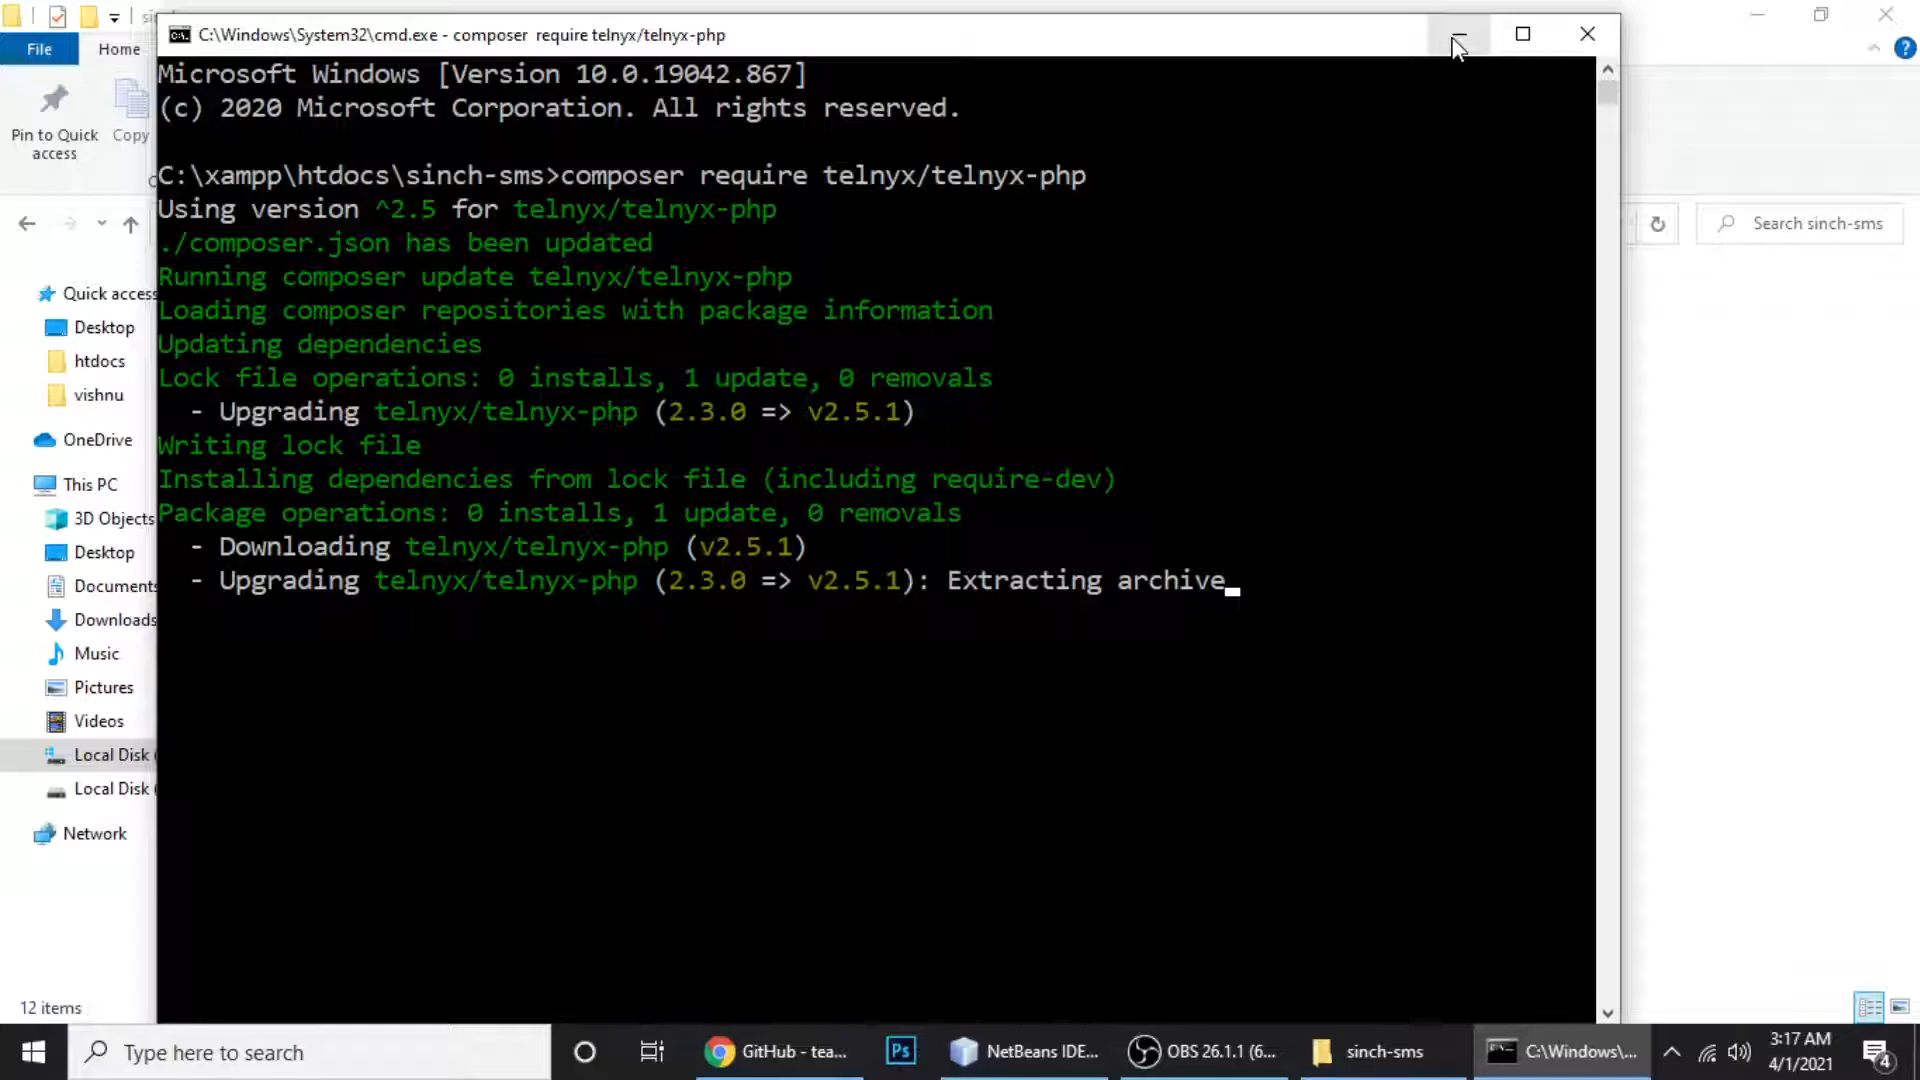 sin
C:\Windows\System32\cmd.exe - composer  require telnyx/telnyx-php
File
Home
Pin to Quick
access
Copy
Microsoft Windows [Version 10.0.19042.867]
(c) 2020 Microsoft Corporation. All rights reserved.
C:\xampp\htdocs\sinch-sms>composer require telnyx/telnyx-php
Using version ^2.5 for telnyx/telnyx-php
./composer.json has been updated
Running composer update telnyx/telnyx-php
Loading composer repositories with package information
Updating dependencies
Lock file operations: 0 installs, 1 update, 0 removals
- Upgrading telnyx/telnyx-php (2.3.0 => v2.5.1)
Writing lock file
Installing dependencies from lock file (including require-dev)
Package operations: 0 installs, 1 update, 0 removals
- Downloading telnyx/telnyx-php (v2.5.1)
- Upgrading telnyx/telnyx-php (2.3.0 => v2.5.1): Extracting archive
Search sinch-sms
Quick access
Desktop
htdocs
vishnu
OneDrive
This PC
3D Objects
Desktop
Documents
Downloads
Music
Pictures
Videos
Local Disk (
Local Disk (
Network
12 items
Type here to search
GitHub - tea...
Ps
NetBeans IDE...
OBS 26.1.1 (6...
sinch-sms
C:\Windows\...
3:17 AM
4/1/2021
4